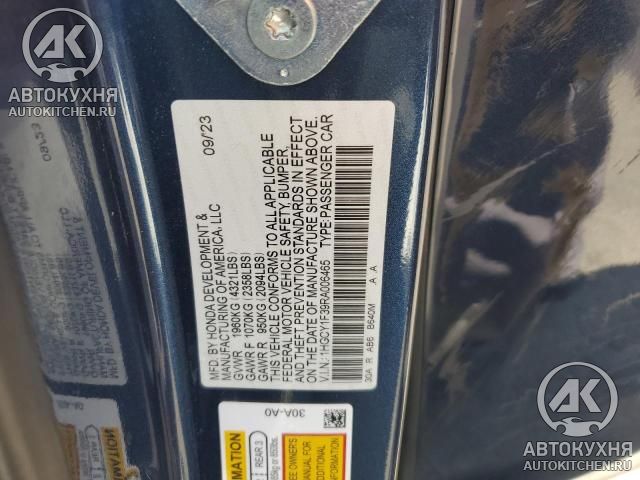 АВТОКУХНЯ
AUTOKITCHEN.RU
MFD. BY HONDA DEVELOPMENT & 09/23
MANUFACTURING OF AMERICA, LLC
GVWR 1960KG (4321LBS)
GAWR F 1070KG (2358LBS)
GAWR R 950KG (2094LBS)
THIS VEHICLE CONFORMS TO ALL APPLICABLE
FEDERAL MOTOR VEHICLE SAFETY, BUMPER,
AND THEFT PREVENTION STANDARDS IN EFFECT
ON THE DATE OF MANUFACTURE SHOWN ABOVE.
V.I.N.: 1HGCY1F39RA006465 TYPE: PASSENGER CAR
30A R AB6 B640M A A
30A-A0
REAR 3
АК
АВТОКУХНЯ
AUTOKITCHEN.RU